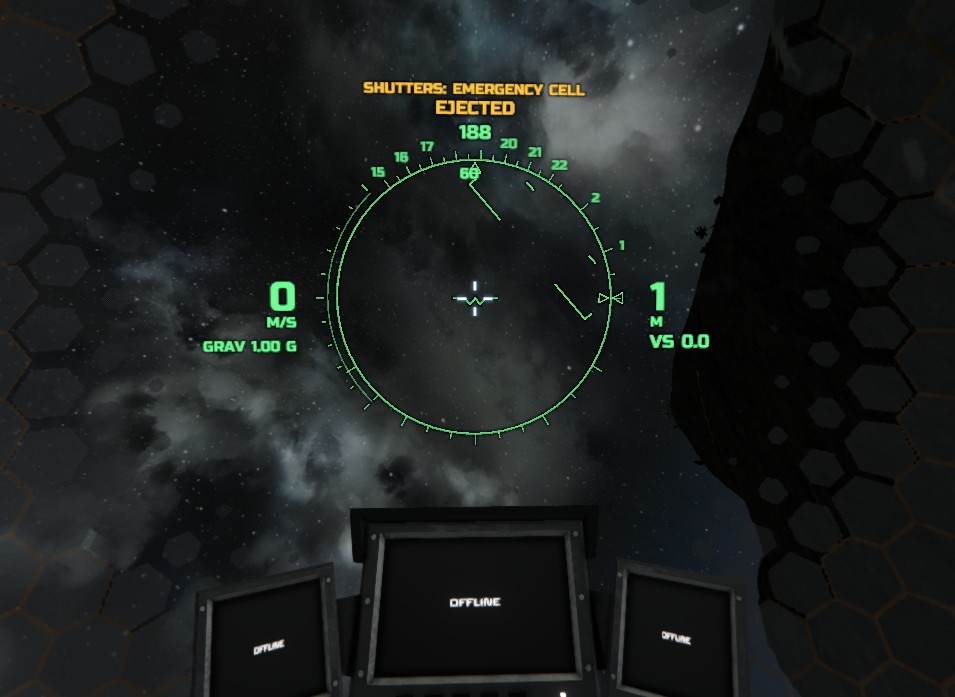 SHUTTERS: EMERGENCY CELL
EJECTED
188
15 16 17 20 21 22
60
2
1
0
M/S
GRAV 1.00 G
1
M
VS 0.0
OFFLINE
OFFLINE
OFFLINE